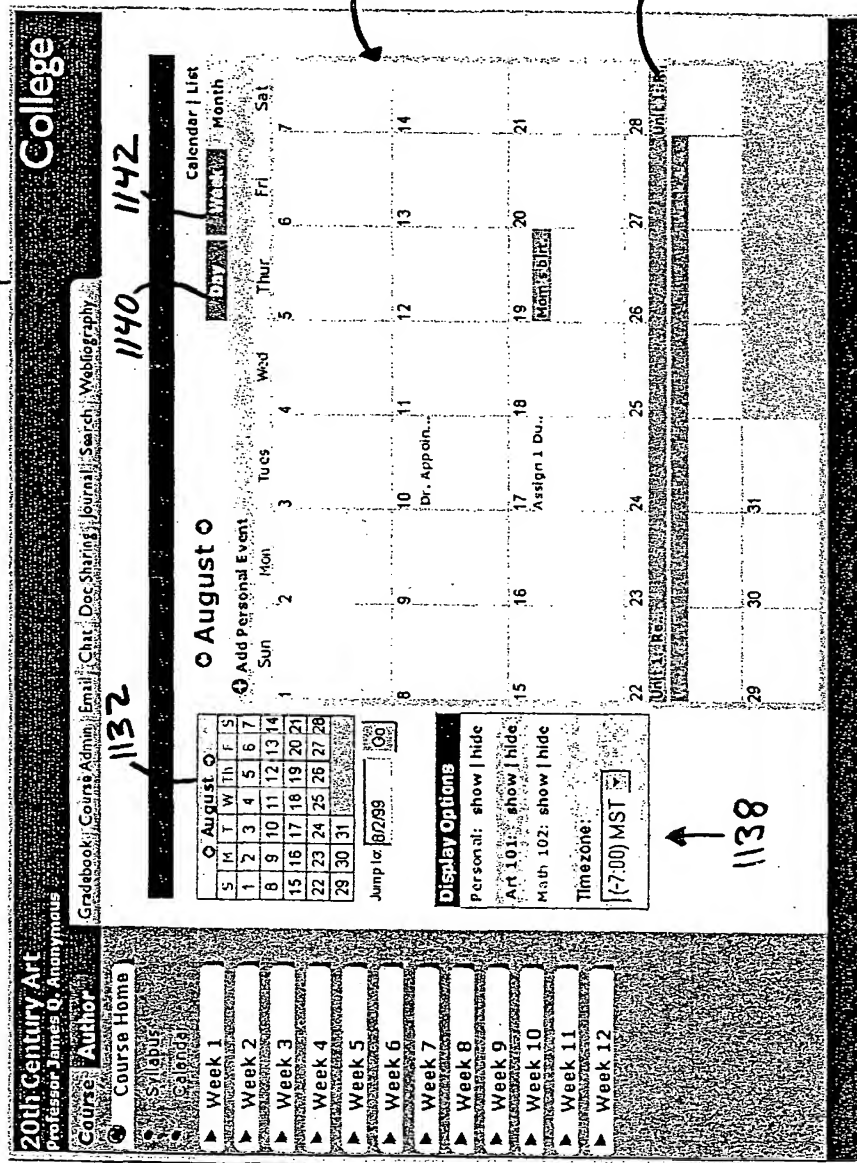 20th Century Art
Professor James Q. Anonymous
College
Course Author
Gradebook Course Admin Email Chat Doc Sharing Journal Search Webliography
Course Home
Syllabus
Calendar
Week 1
Week 2
Week 3
Week 4
Week 5
Week 6
Week 7
Week 8
Week 9
Week 10
Week 11
Week 12
1132
August
S M T W Th F S
1 2 3 4 5 6 7
8 9 10 11 12 13 14
15 16 17 18 19 20 21
22 23 24 25 26 27 28
29 30 31
Jump to: 8/2/99 Go
Display Options
Personal: show | hide
Art 101: show | hide
Math 102: show | hide
Timezone:
(-7:00) MST
1138
1140
1142
Calendar | List
August
Day Week Month
Add Personal Event
Sun Mon Tues Wed Thur Fri Sat
1 2 3 4 5 6 7
8 9 10 11 12 13 14
Dr. Appoin...
15 16 17 18 19 20 21
Assign 1 Du..
Mom's birt..
22 23 24 25 26 27 28
Unit 1: Re..
29 30 31